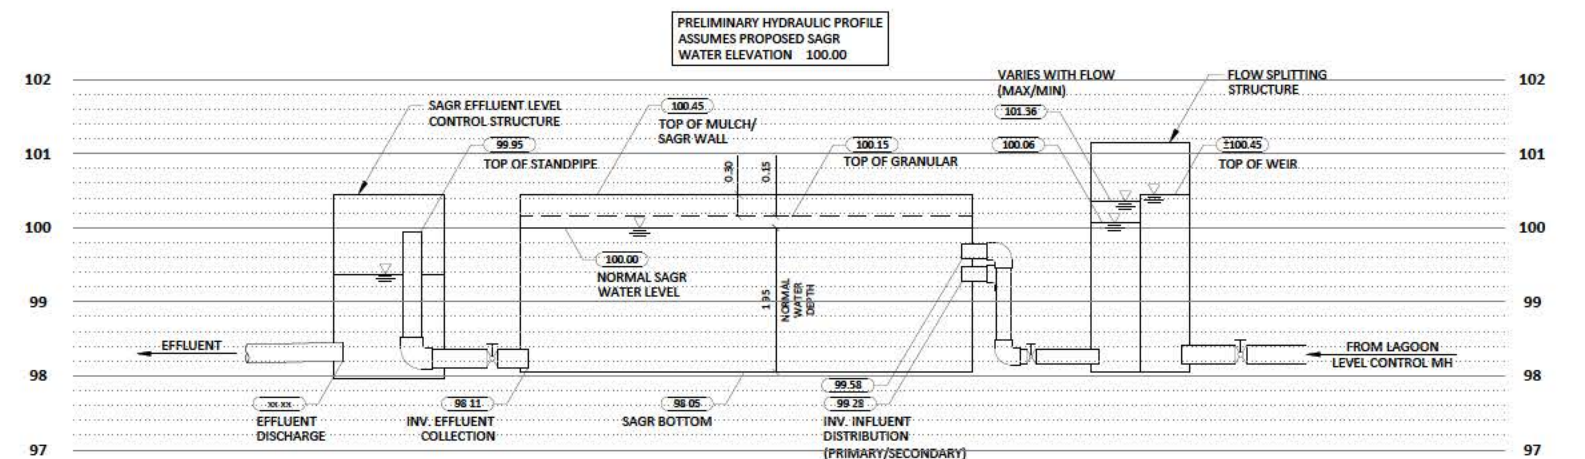 PRELIMINARY HYDRAULIC PROFILE
ASSUMES PROPOSED SAGR
WATER ELEVATION 100.00
102
102
VARIES WITH FLOW
(MAX/MIN)
101.36
100.06
FLOW SPLITTING
STRUCTURE
SAGR EFFLUENT LEVEL
CONTROL STRUCTURE
100.45
TOP OF MULCH/
SAGR WALL
99.95
TOP OF STANDPIPE
100.15
TOP OF GRANULAR
±100.45
TOP OF WEIR
101
101
0.30
0.15
100
100
100.00
NORMAL SAGR
WATER LEVEL
1.95
NORMAL
WATER
DEPTH
99
99
EFFLUENT
FROM LAGOON
LEVEL CONTROL MH
98
98
xx.xx
EFFLUENT
DISCHARGE
98.11
INV. EFFLUENT
COLLECTION
98.05
SAGR BOTTOM
99.58
99.28
INV. INFLUENT
DISTRIBUTION
(PRIMARY/SECONDARY)
97
97